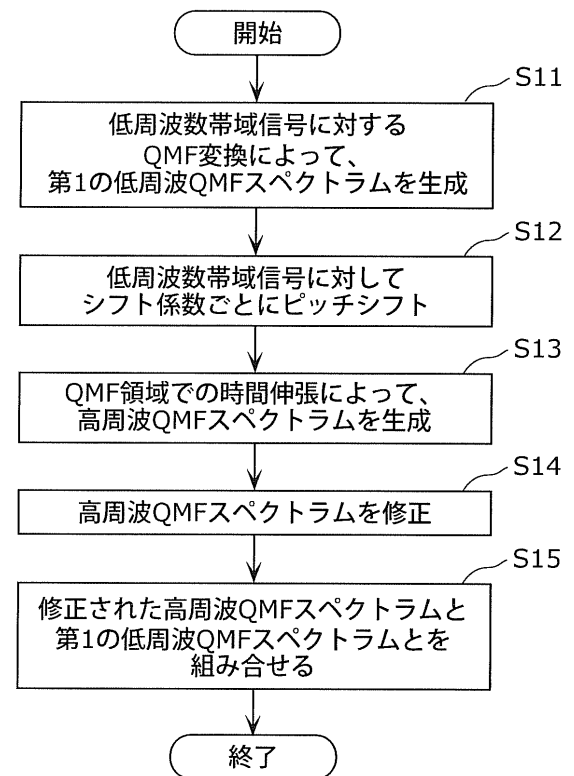 開始
S11
低周波数帯域信号に対する
QMF変換によって、
第1の低周波QMFスペクトラムを生成
S12
低周波数帯域信号に対して
シフト係数ごとにピッチシフト
S13
QMF領域での時間伸張によって、
高周波QMFスペクトラムを生成
S14
高周波QMFスペクトラムを修正
S15
修正された高周波QMFスペクトラムと
第1の低周波QMFスペクトラムとを
組み合せる
終了